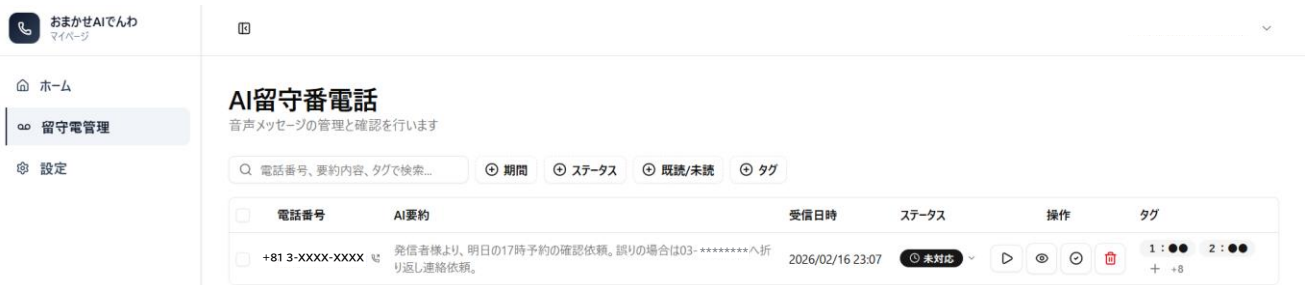 おまかせAIでんわ
マイページ
ホーム
留守電管理
設定
AI留守番電話
音声メッセージの管理と確認を行います
電話番号、要約内容、タグで検索...
期間 ステータス 既読/未読 タグ
電話番号 AI要約 受信日時 ステータス 操作 タグ
+81 3-XXXX-XXXX 発信者様より、明日の17時予約の確認依頼。誤りの場合は03-********へ折 2026/02/16 23:07 未対応 1：●● 2：●●
り返し連絡依頼。 +8